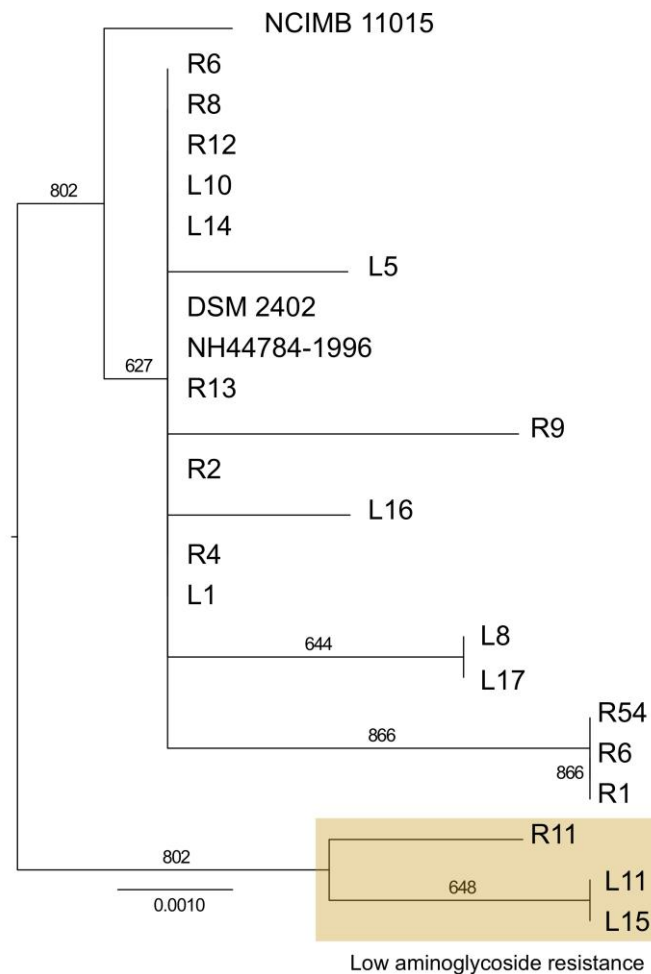 NCIMB 11015
R6
R8
R12
L10
802
L14
L5
DSM 2402
NH44784-1996
627
R13
R9
R2
L16
R4
L1
644
L8
L17
R54
866
R6
866
R1
R11
802
L11
648
0.0010
L15
Low aminoglycoside resistance